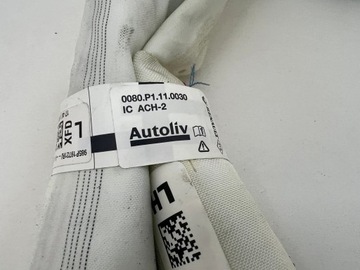 0080.P1.11.0030
IC ACH-2
Autoliv
L
XFD
LH